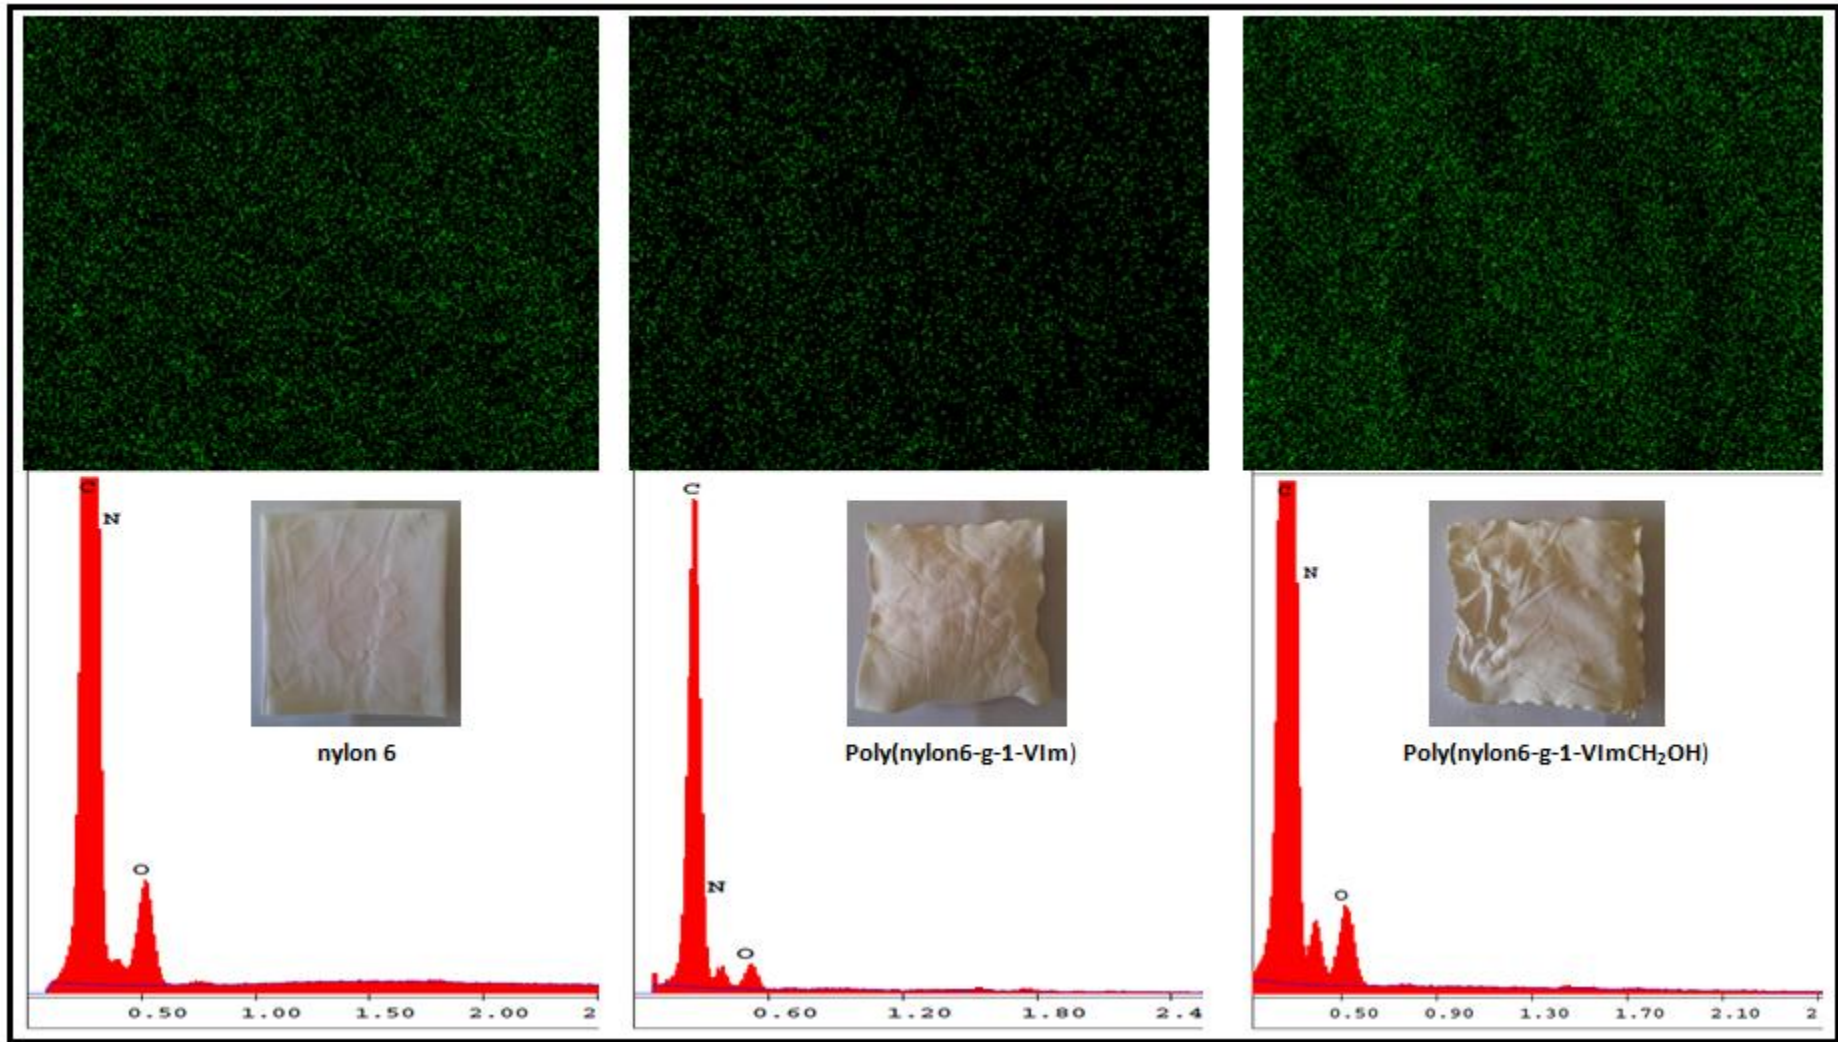 C
N
O
nylon 6
0.50 1.00 1.50 2.00 2
C
N
O
Poly(nylon6-g-1-VIm)
0.60 1.20 1.80 2.4
C
N
O
Poly(nylon6-g-1-VImCH₂OH)
0.50 0.90 1.30 1.70 2.10 2